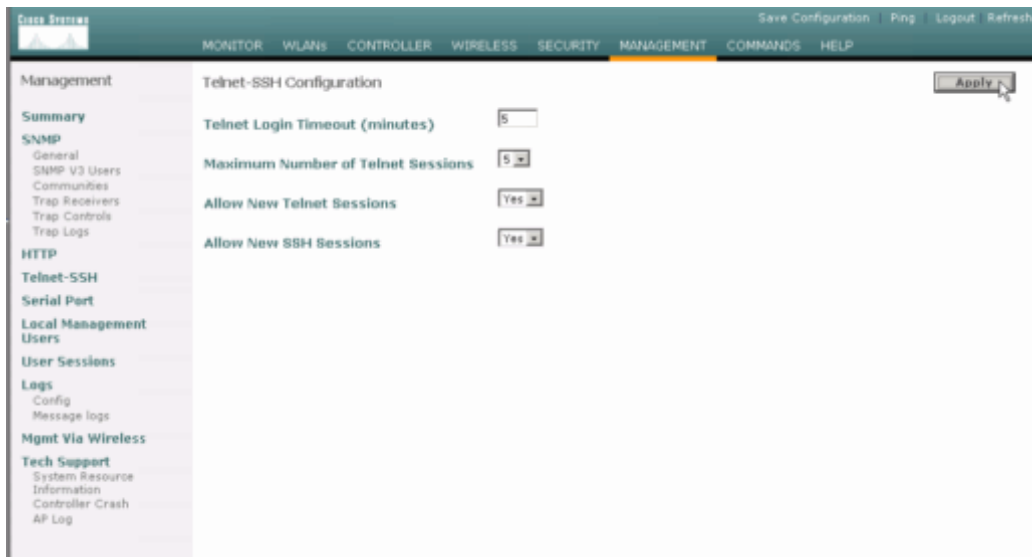 CISCO SYSTEMS
Save Configuration | Ping | Logout | Refresh
MONITOR WLANs CONTROLLER WIRELESS SECURITY MANAGEMENT COMMANDS HELP
Management
Summary
SNMP
General
SNMP V3 Users
Communities
Trap Receivers
Trap Controls
Trap Logs
HTTP
Telnet-SSH
Serial Port
Local Management
Users
User Sessions
Logs
Config
Message logs
Mgmt Via Wireless
Tech Support
System Resource
Information
Controller Crash
AP Log
Telnet-SSH Configuration
Apply
Telnet Login Timeout (minutes) 5
Maximum Number of Telnet Sessions 5
Allow New Telnet Sessions Yes
Allow New SSH Sessions Yes